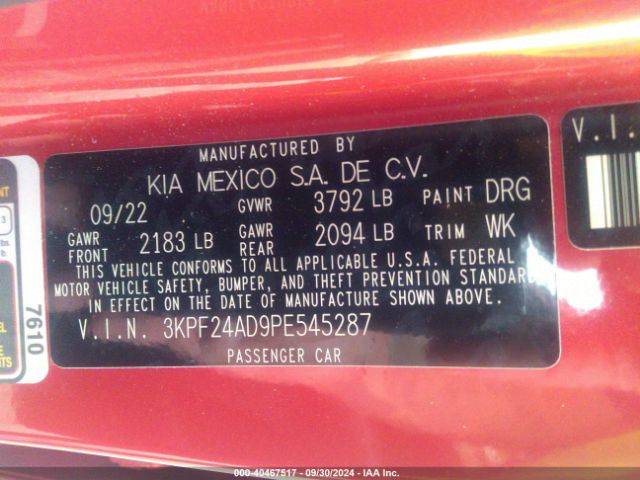 MANUFACTURED BY
KIA MEXICO S.A. DE C.V.
09/22 GVWR 3792 LB PAINT DRG
GAWR FRONT 2183 LB GAWR REAR 2094 LB TRIM WK
THIS VEHICLE CONFORMS TO ALL APPLICABLE U.S.A. FEDERAL
MOTOR VEHICLE SAFETY, BUMPER, AND THEFT PREVENTION STANDARD
IN EFFECT ON THE DATE OF MANUFACTURE SHOWN ABOVE.
V.I.N. 3KPF24AD9PE545287
PASSENGER CAR
7610
V.I.N
000-40467517 - 09/30/2024 - IAA Inc.